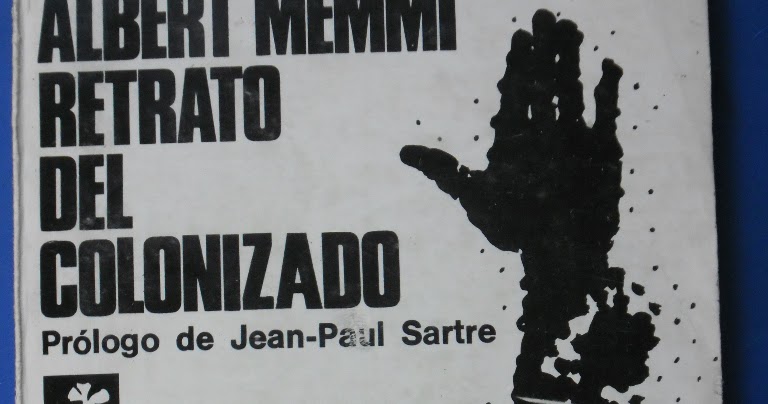 ALBERT MEMMI
RETRATO
DEL
COLONIZADO
Prólogo de Jean-Paul Sartre